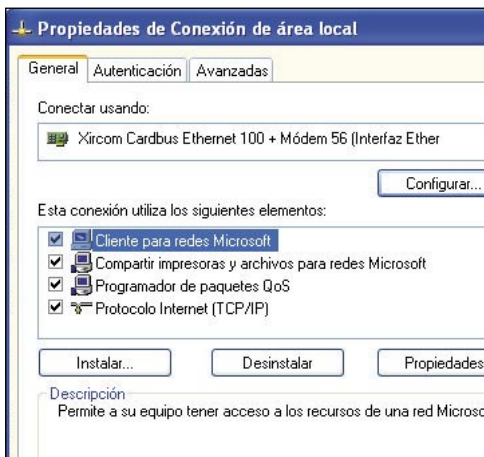 Propiedades de Conexión de área local
General Autenticación Avanzadas
Conectar usando:
Xircom Cardbus Ethernet 100 + Módem 56 (Interfaz Ether
Configurar...
Esta conexión utiliza los siguientes elementos:
Cliente para redes Microsoft
Compartir impresoras y archivos para redes Microsoft
Programador de paquetes QoS
Protocolo Internet (TCP/IP)
Instalar... Desinstalar Propiedades
Descripción
Permite a su equipo tener acceso a los recursos de una red Microso